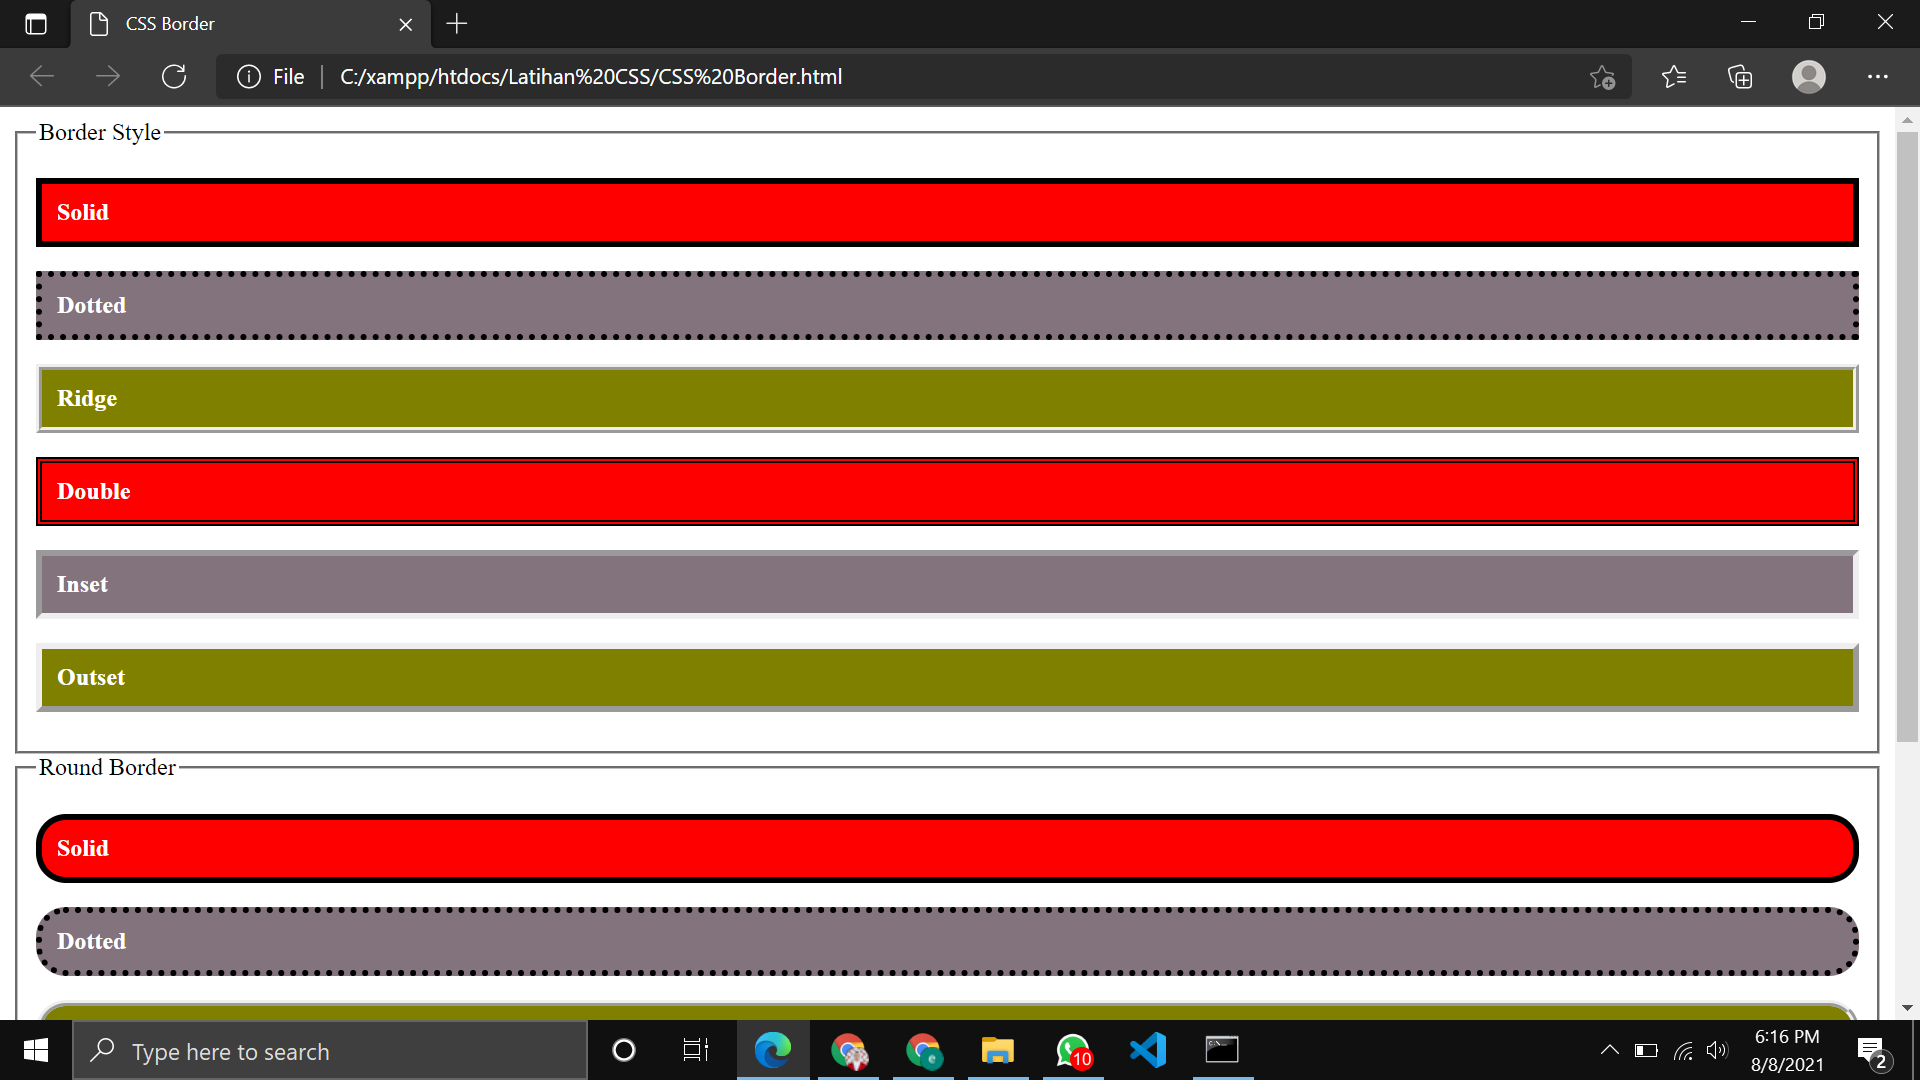 CSS Border
File
C:/xampp/htdocs/Latihan%20CSS/CSS%20Border.html
Border Style
Solid
Dotted
Ridge
Double
Inset
Outset
Round Border
Solid
Dotted
Type here to search
10
6:16 PM
8/8/2021
2